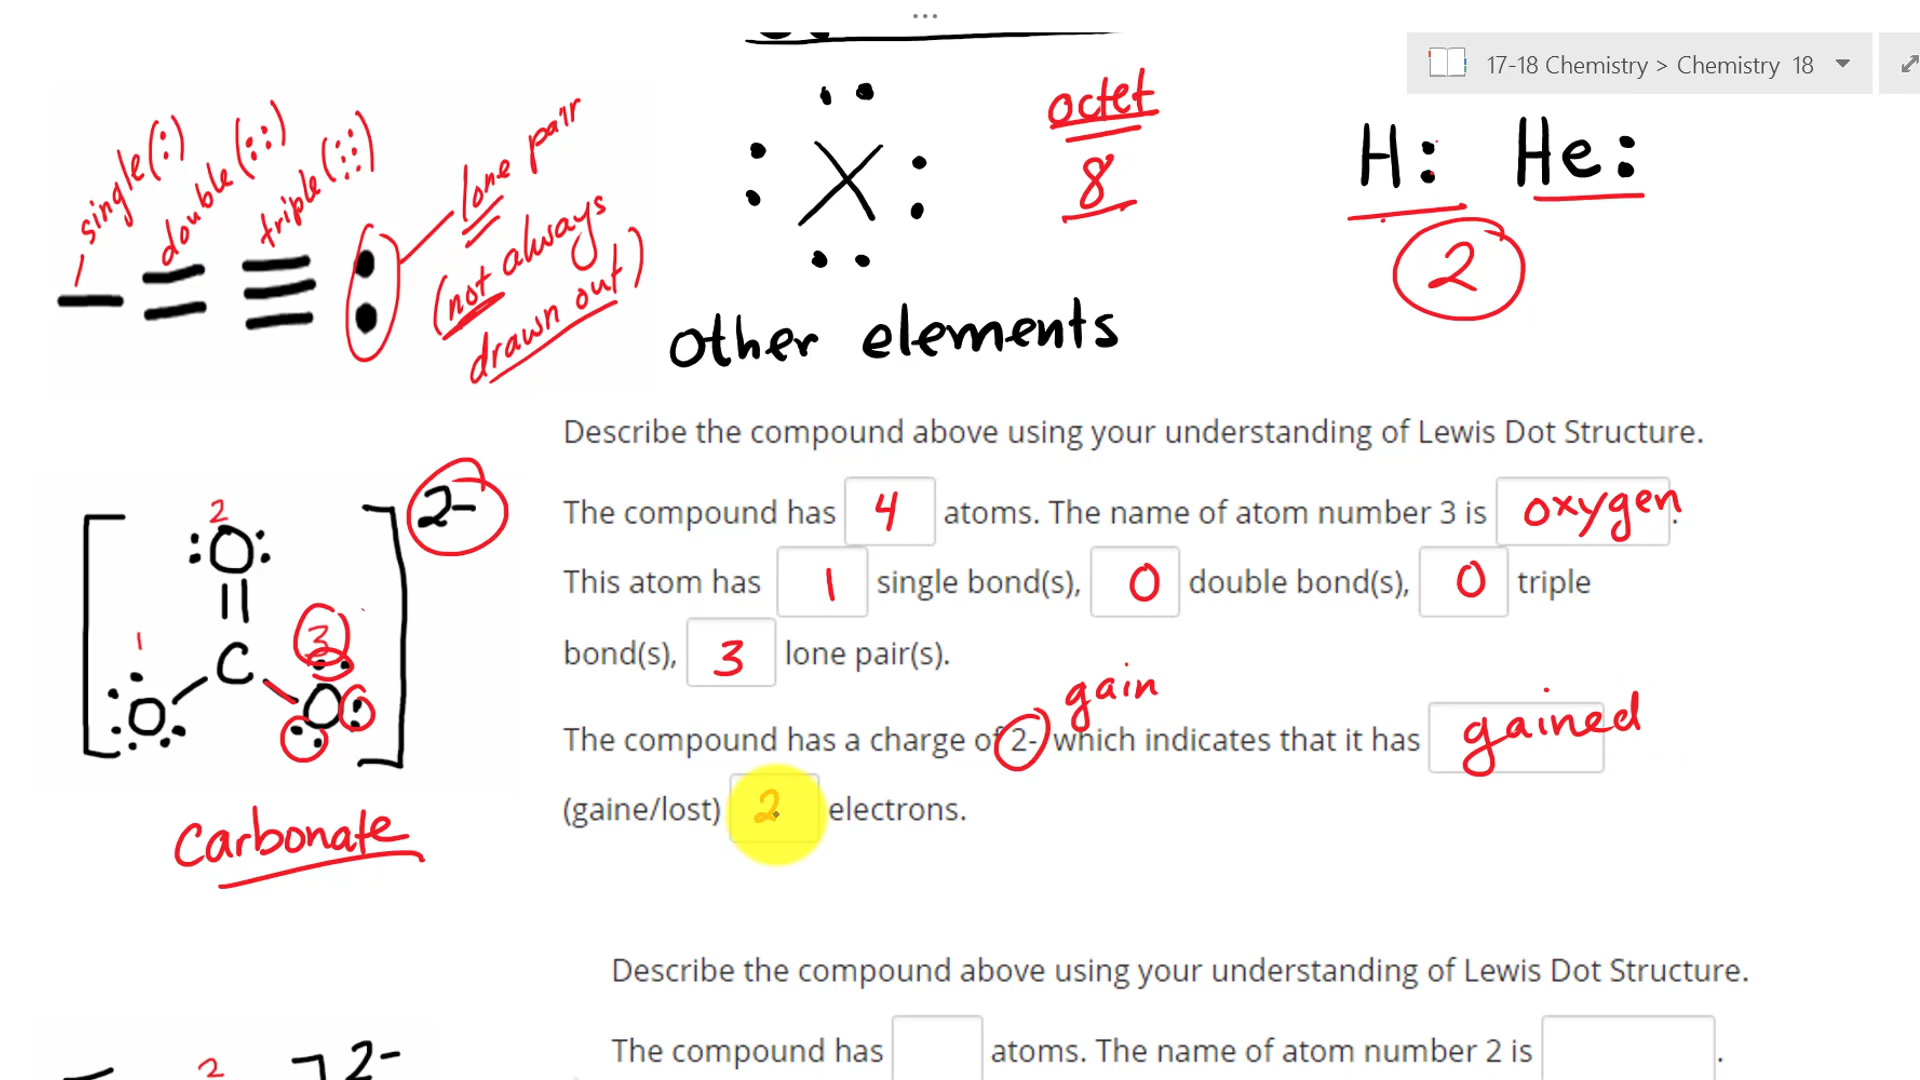 17-18 Chemistry > Chemistry 18
single (:)
double (::)
triple (:::)
lone pair
(not always
drawn out)
X
octet
8
H: He:
2
other elements
Describe the compound above using your understanding of Lewis Dot Structure.
The compound has 4 atoms. The name of atom number 3 is oxygen.
This atom has 1 single bond(s), 0 double bond(s), 0 triple
bond(s), 3 lone pair(s).
gain
The compound has a charge of 2- which indicates that it has gained
(gaine/lost) 2 electrons.
2-
2
O
1
C
3
O
O
Carbonate
Describe the compound above using your understanding of Lewis Dot Structure.
The compound has atoms. The name of atom number 2 is .
2-
2